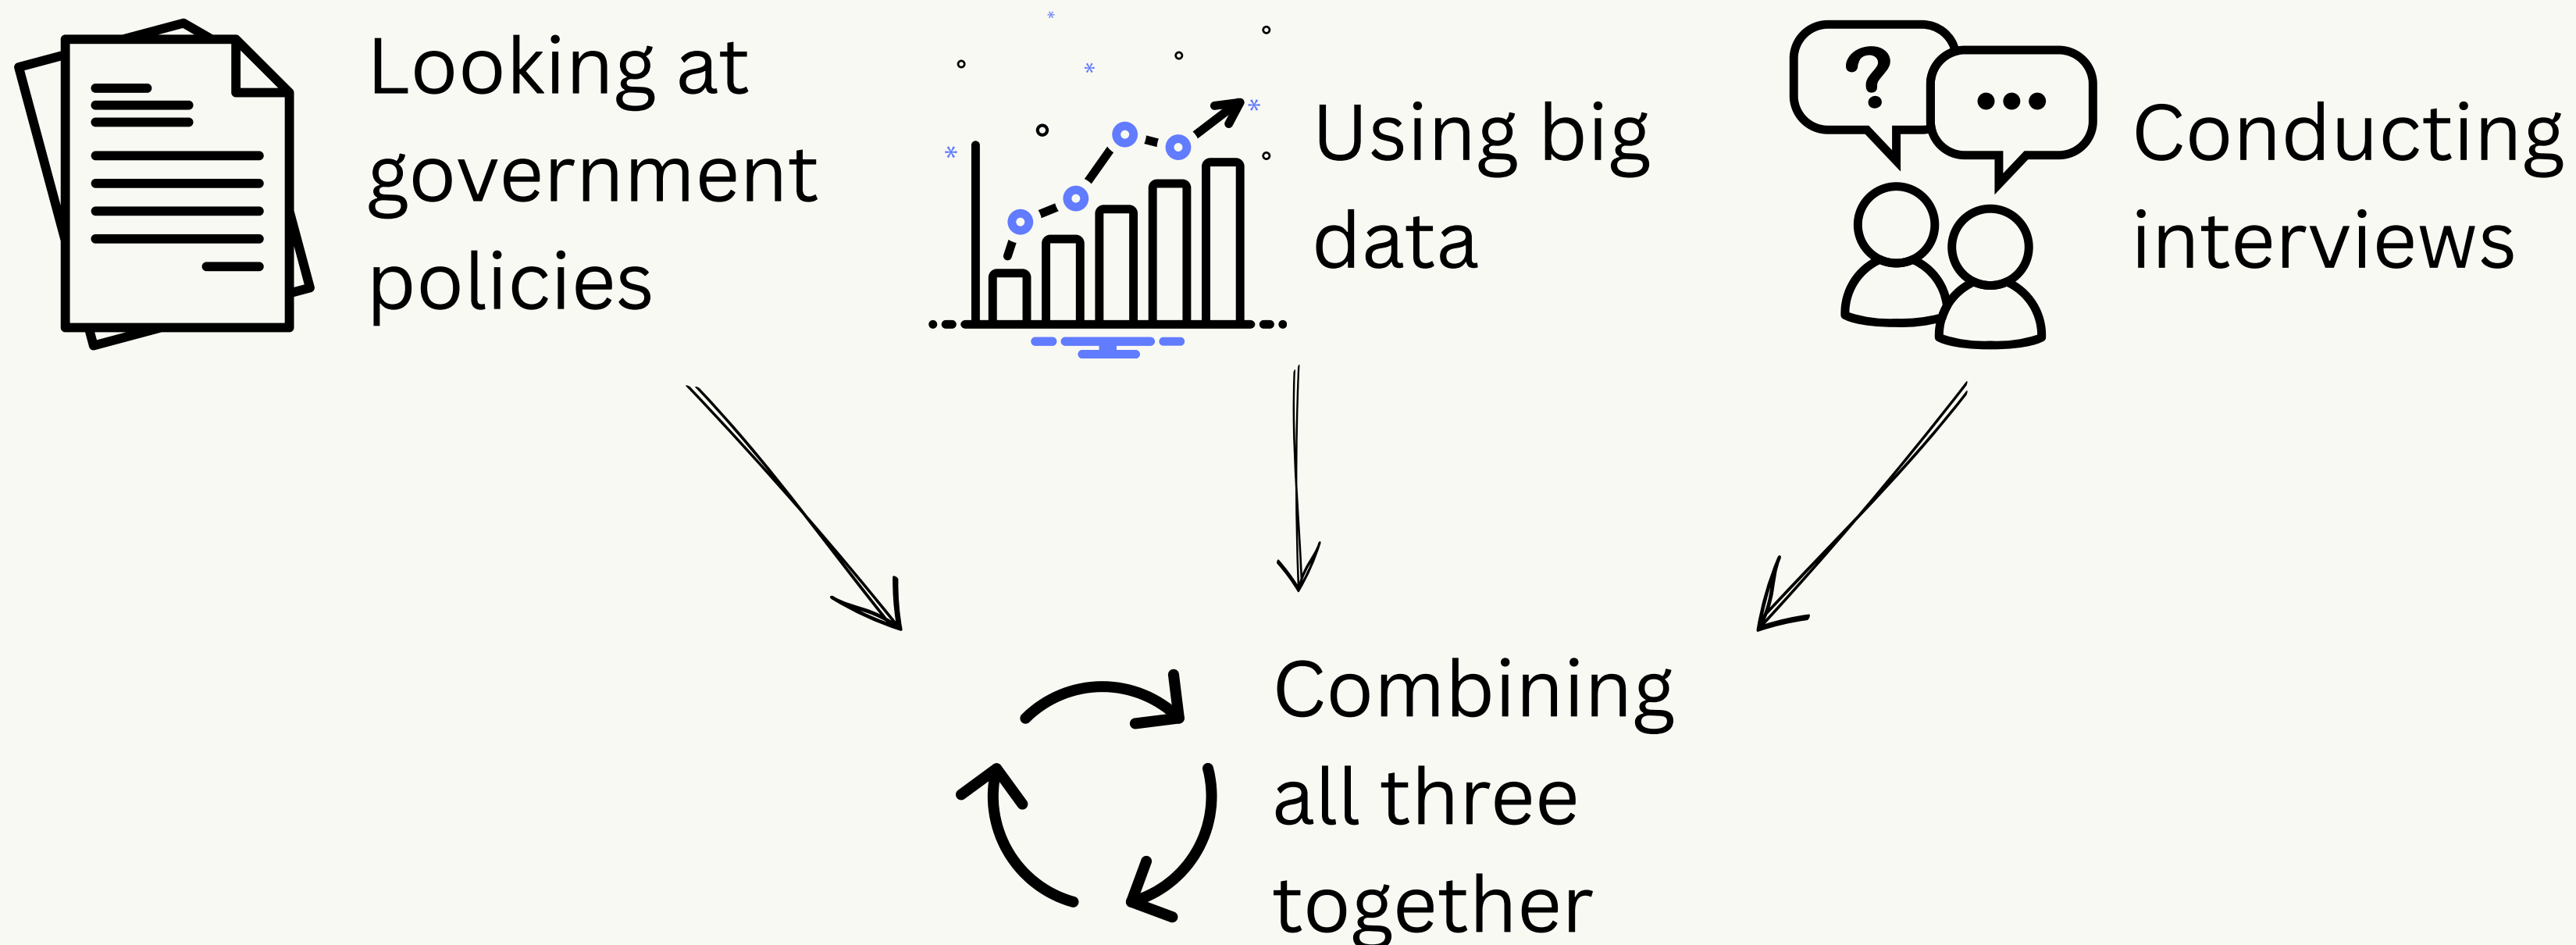 Looking at
government
policies
Using big
data
?
Conducting
interviews
Combining
all three
together